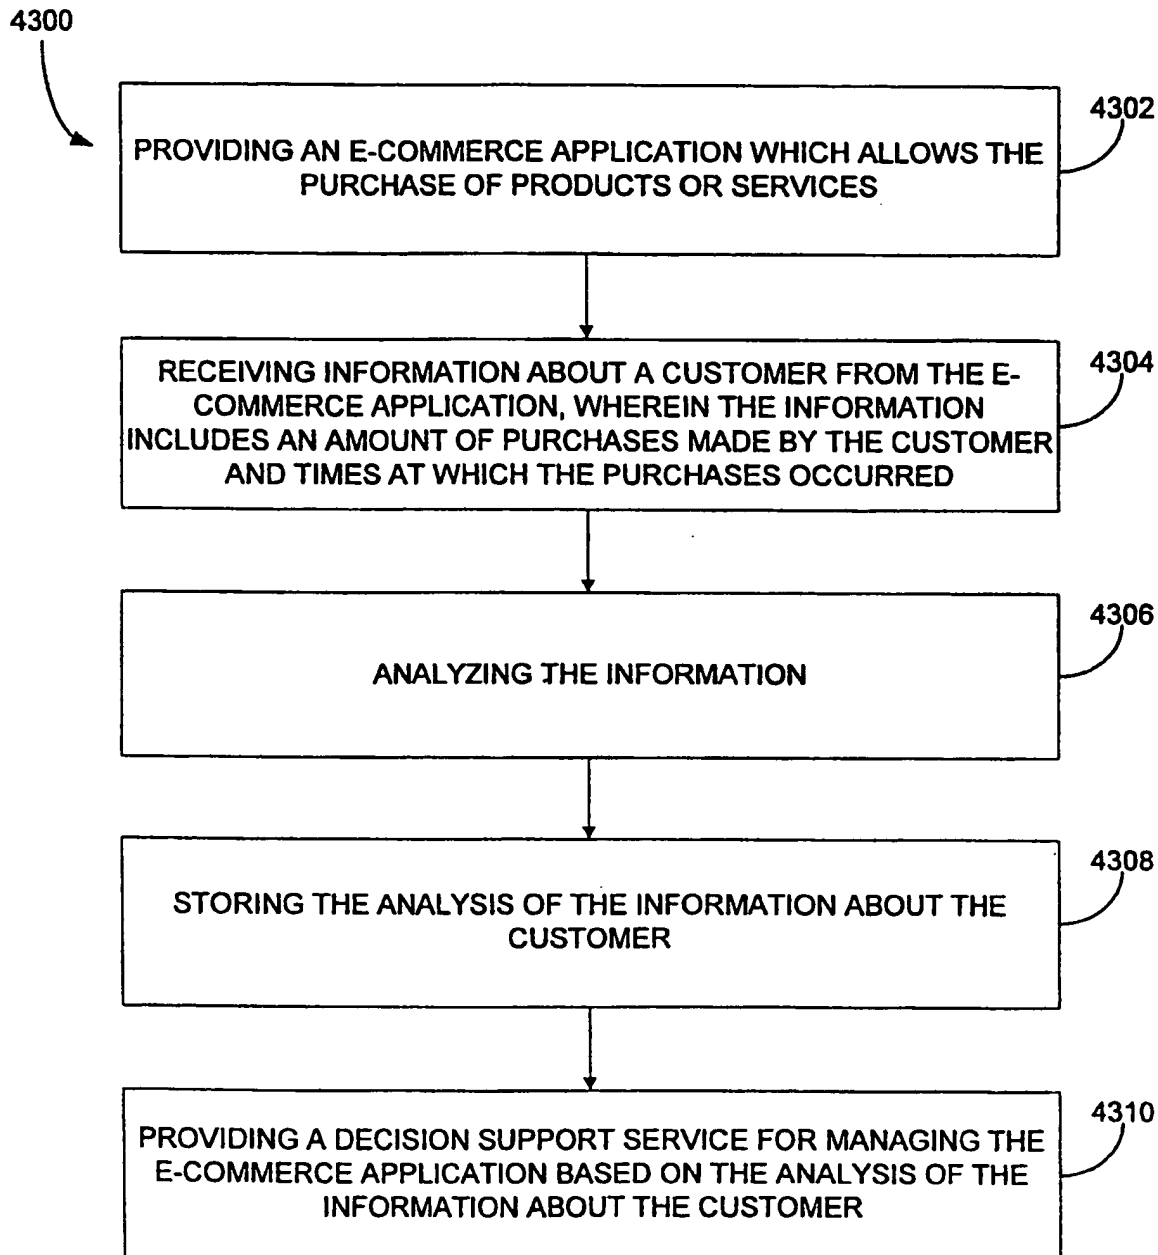 4300
4302
PROVIDING AN E-COMMERCE APPLICATION WHICH ALLOWS THE
PURCHASE OF PRODUCTS OR SERVICES
4304
RECEIVING INFORMATION ABOUT A CUSTOMER FROM THE E-
COMMERCE APPLICATION, WHEREIN THE INFORMATION
INCLUDES AN AMOUNT OF PURCHASES MADE BY THE CUSTOMER
AND TIMES AT WHICH THE PURCHASES OCCURRED
4306
ANALYZING THE INFORMATION
4308
STORING THE ANALYSIS OF THE INFORMATION ABOUT THE
CUSTOMER
4310
PROVIDING A DECISION SUPPORT SERVICE FOR MANAGING THE
E-COMMERCE APPLICATION BASED ON THE ANALYSIS OF THE
INFORMATION ABOUT THE CUSTOMER